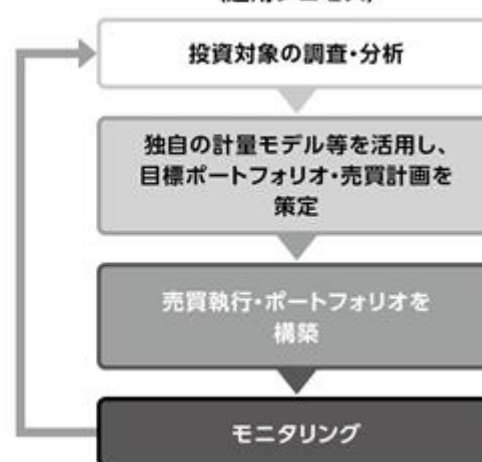 投資対象の調査・分析
独自の計量モデル等を活用し、
目標ポートフォリオ・売買計画を
策定
売買執行・ポートフォリオを
構築
モニタリング